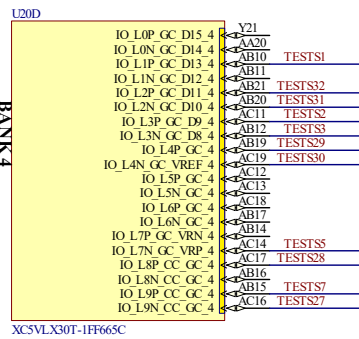 U20D
BANK 4
IO_L0P_GC_D15_4 Y21
IO_L0N_GC_D14_4 AA20
IO_L1P_GC_D13_4 AB10 TESTS1
IO_L1N_GC_D12_4 AB11
IO_L2P_GC_D11_4 AB21 TESTS32
IO_L2N_GC_D10_4 AB20 TESTS31
IO_L3P_GC_D9_4 AC11 TESTS2
IO_L3N_GC_D8_4 AB12 TESTS3
IO_L4P_GC_4 AB19 TESTS29
IO_L4N_GC_VREF_4 AC19 TESTS30
IO_L5P_GC_4 AC12
IO_L5N_GC_4 AC13
IO_L6P_GC_4 AC18
IO_L6N_GC_4 AB17
IO_L7P_GC_VRN_4 AB14
IO_L7N_GC_VRP_4 AC14 TESTS5
IO_L8P_CC_GC_4 AC17 TESTS28
IO_L8N_CC_GC_4 AB16
IO_L9P_CC_GC_4 AB15 TESTS7
IO_L9N_CC_GC_4 AC16 TESTS27
XC5VLX30T-1FF665C